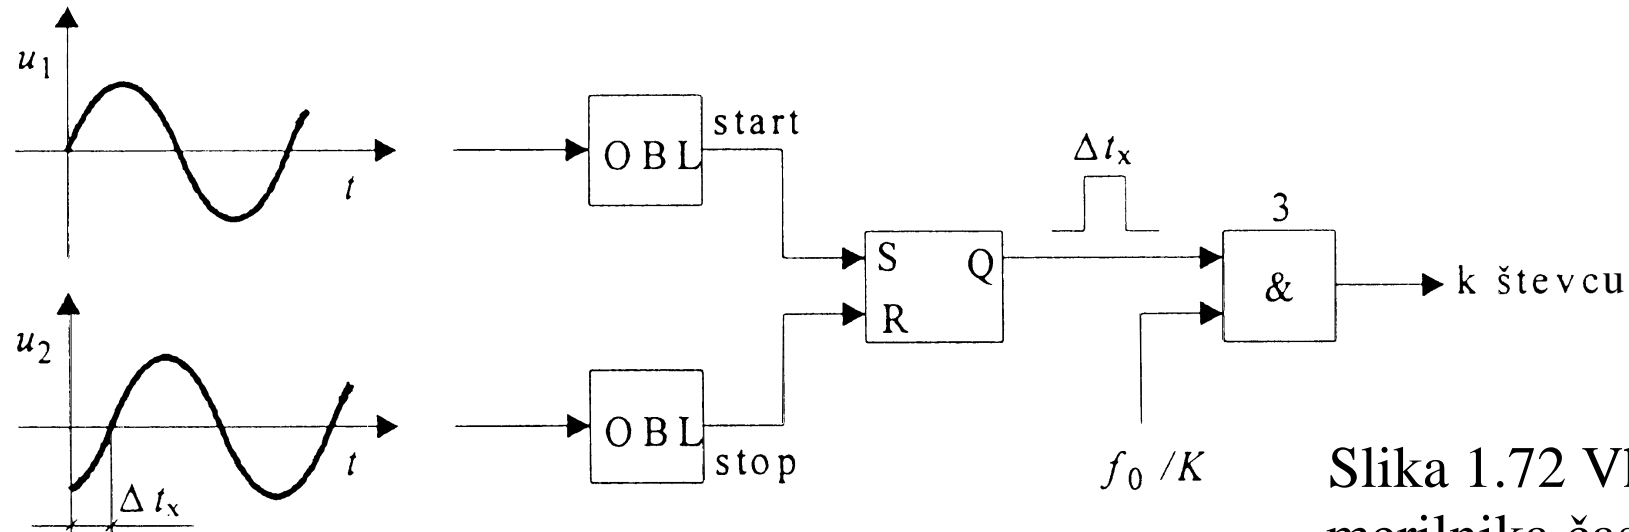 u1
t
OBL
start
Δtx
3
S
Q
R
&
k števcu
u2
t
Δtx
OBL
stop
f0/K
Slika 1.72